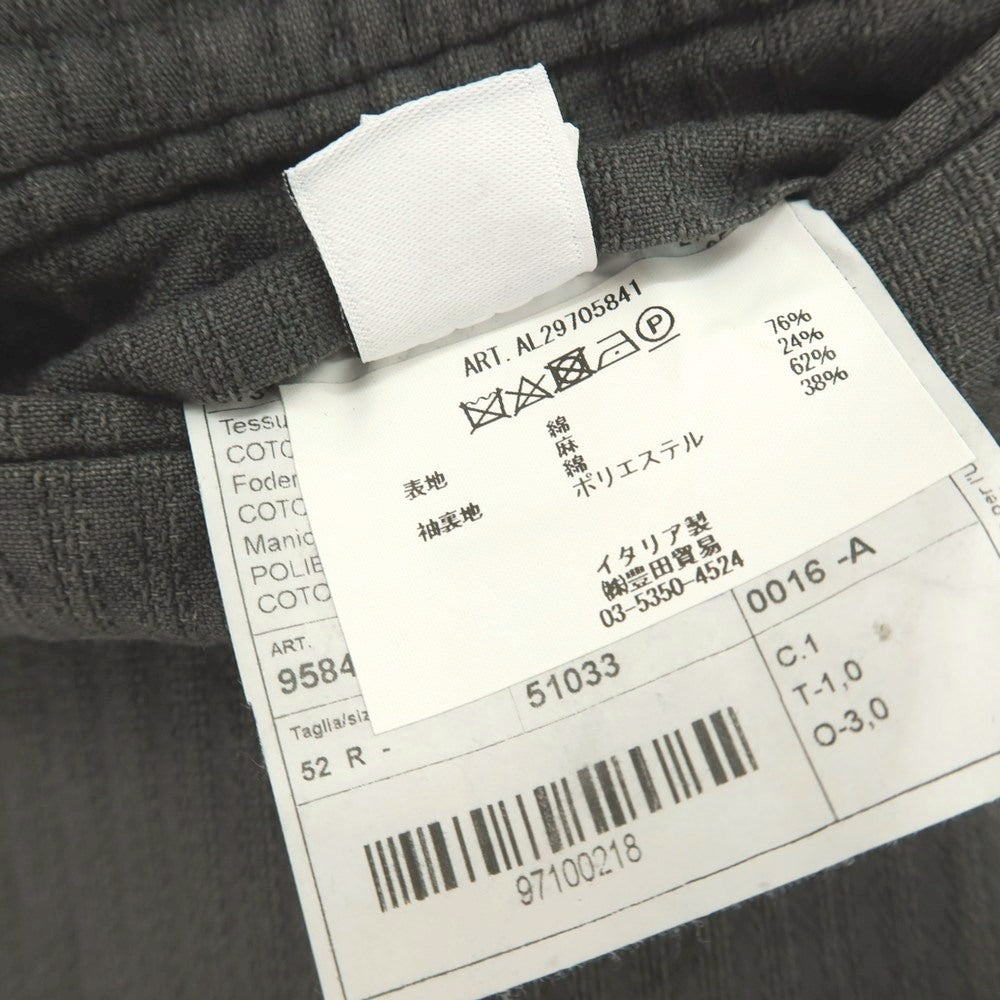 ART. AL29705841
76%
24%
62%
38%
表地 綿
麻
袖裏地 綿
ポリエステル
イタリア製
㈱豊田貿易
03-5350-4524
ART.
9584
51033
0016 -A
Taglia/siz
52 R -
C.1
T-1,0
O-3,0
97100218
Tessu
COTO
Foder
COTO
Manic
POLIE
COTO